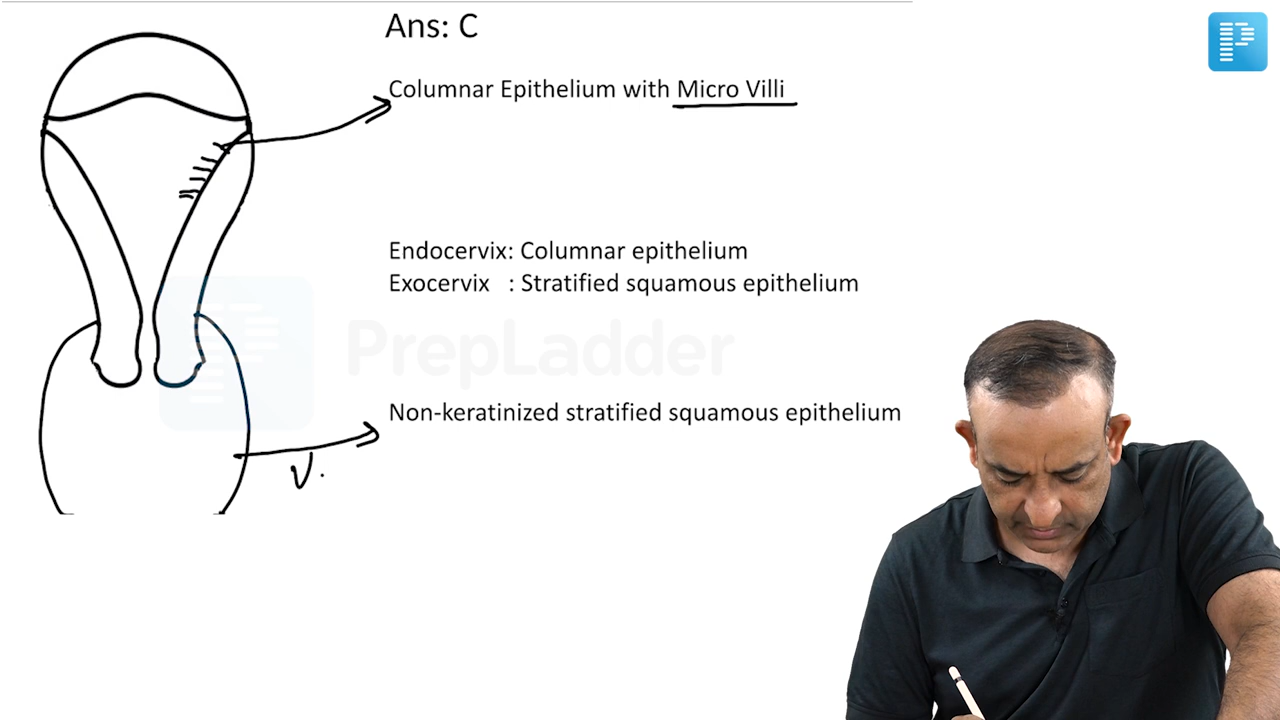 Ans: C
Columnar Epithelium with Micro Villi
Endocervix: Columnar epithelium
Exocervix : Stratified squamous epithelium
PrepLadder
Non-keratinized stratified squamous epithelium
V.